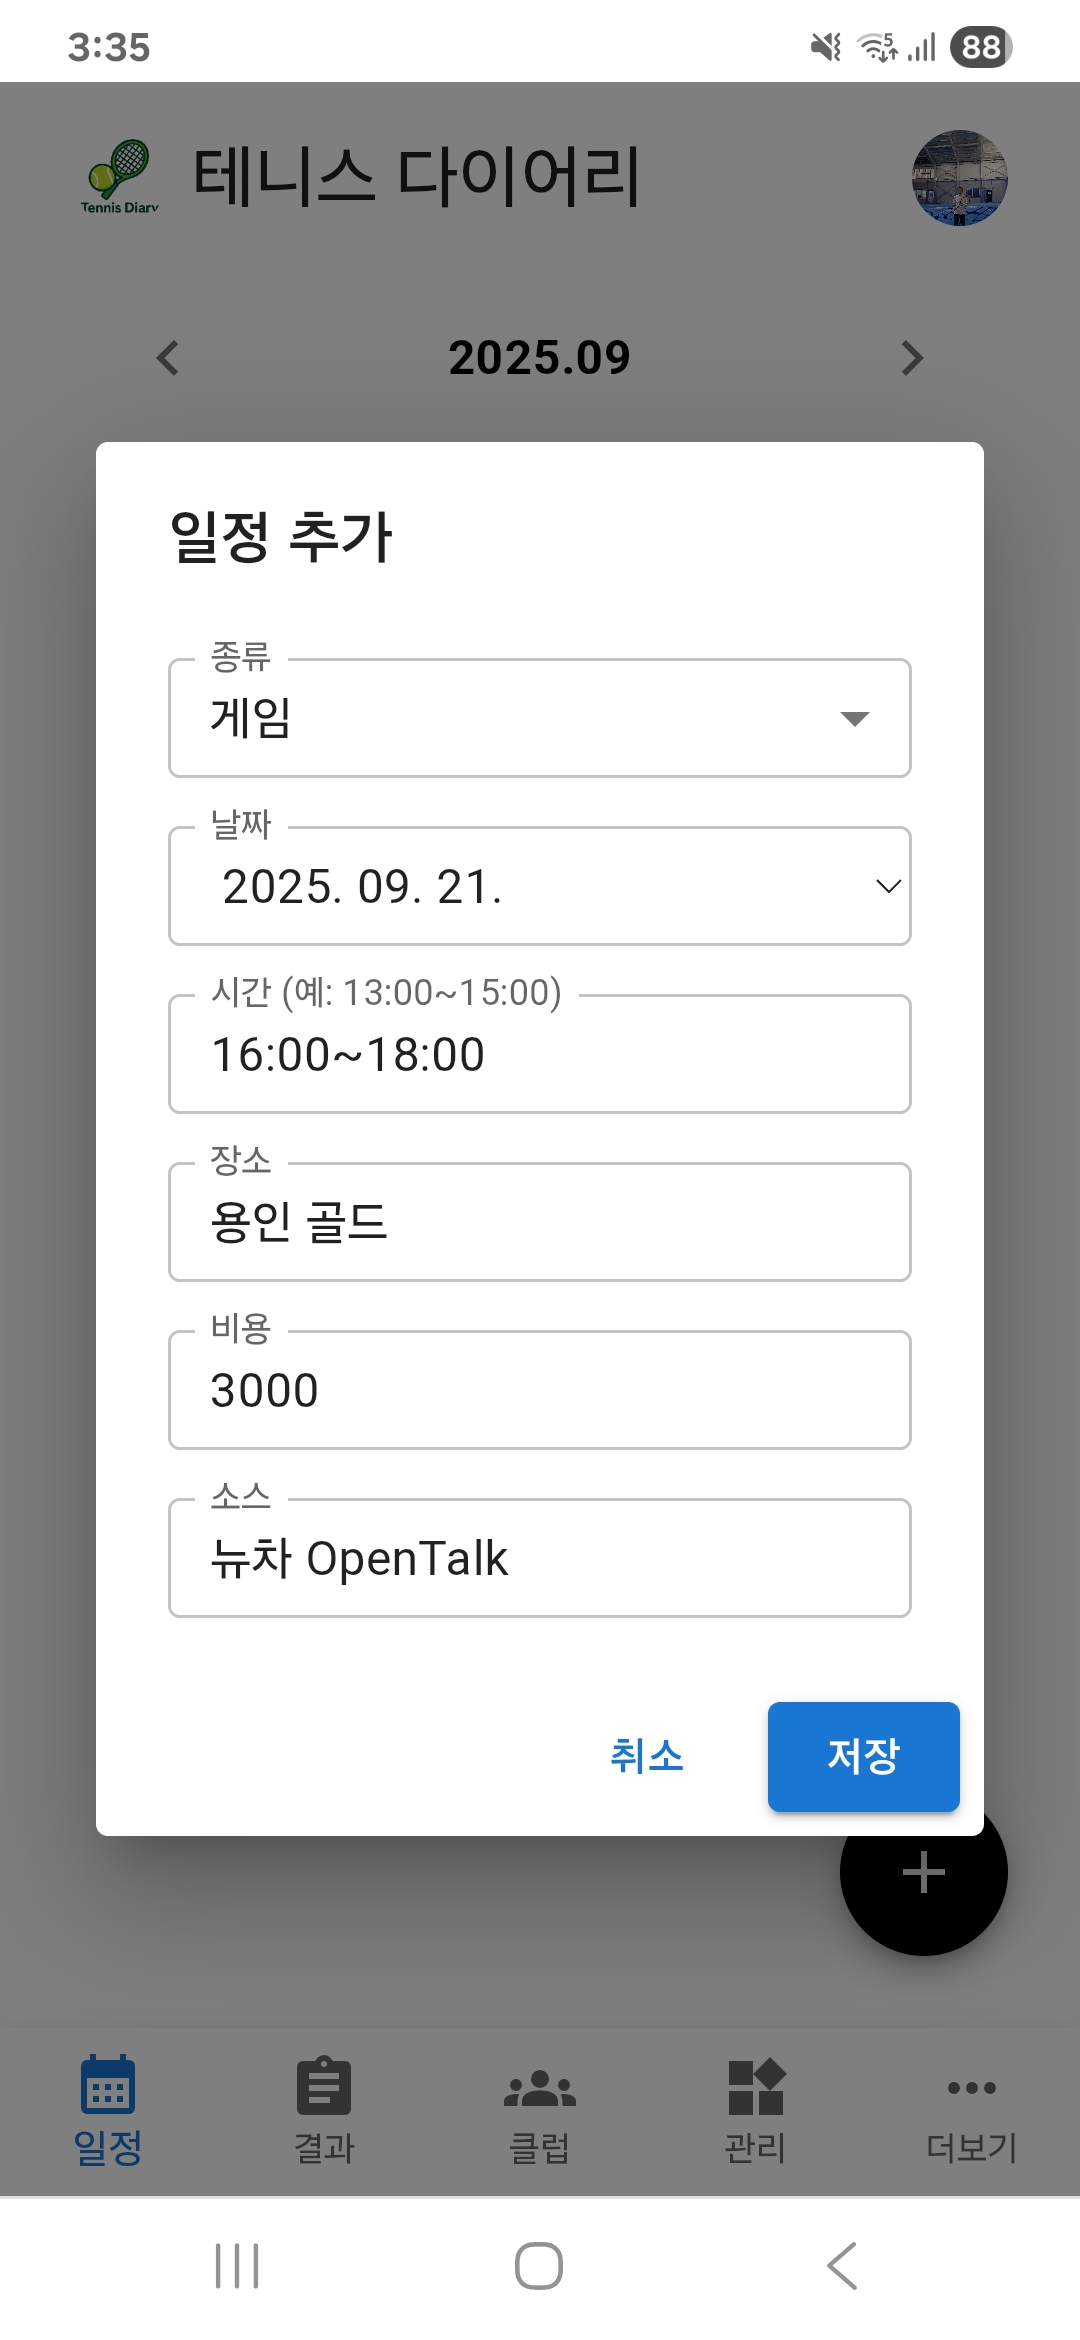 3:35
5
88
Tennis Diary
테니스 다이어리
2025.09
일정 추가
종류
게임
날짜
2025. 09. 21.
시간 (예: 13:00~15:00)
16:00~18:00
장소
용인 골드
비용
3000
소스
뉴차 OpenTalk
취소
저장
일정
결과
클럽
관리
더보기